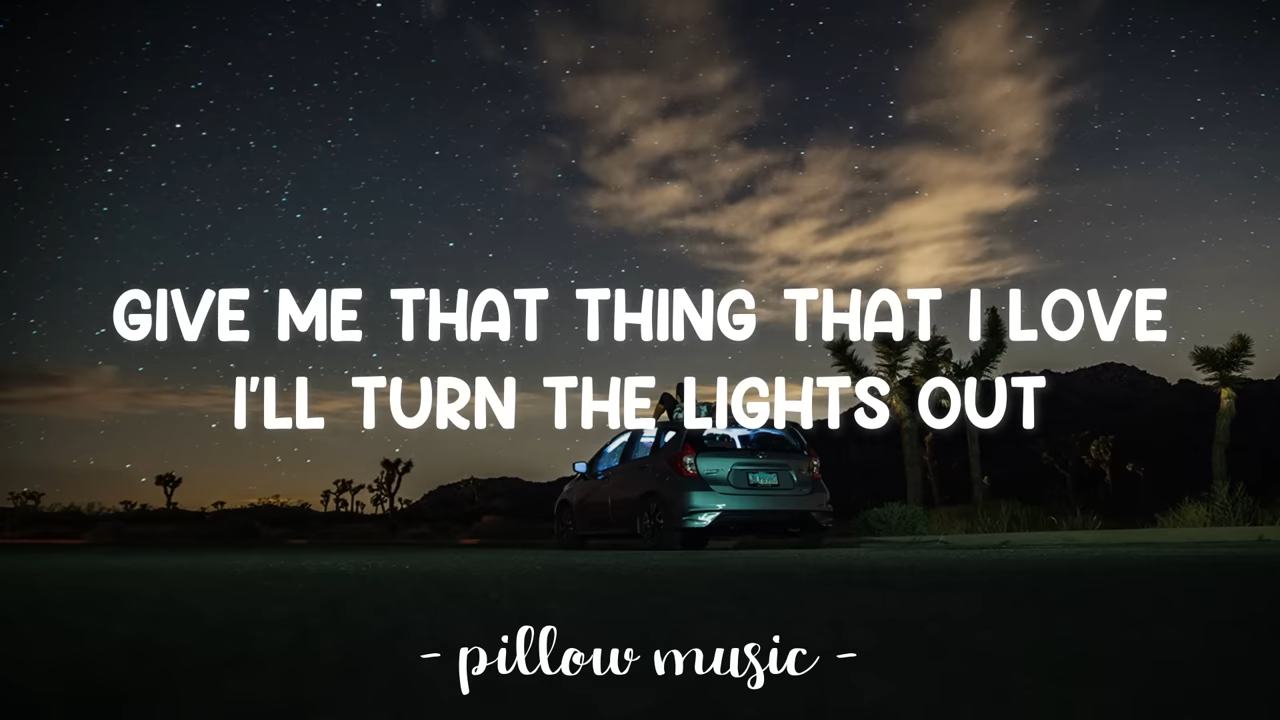 GIVE ME THAT THING THAT I LOVE
I'LL TURN THE LIGHTS OUT
- pillow music -